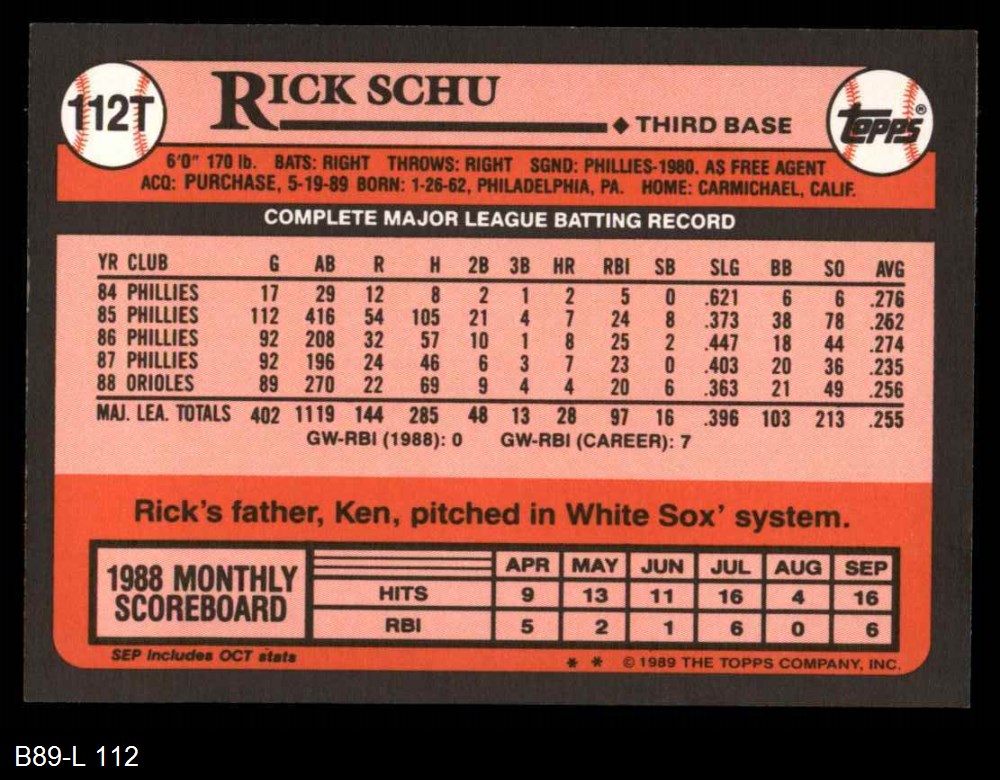 112T
RICK SCHU
◆ THIRD BASE
TOPPS®
6'0" 170 lb. BATS: RIGHT THROWS: RIGHT SGND: PHILLIES-1980. AS FREE AGENT
ACQ: PURCHASE, 5-19-89 BORN: 1-26-62, PHILADELPHIA, PA. HOME: CARMICHAEL, CALIF.
COMPLETE MAJOR LEAGUE BATTING RECORD
YR CLUB G AB R H 2B 3B HR RBI SB SLG BB SO AVG
84 PHILLIES 17 29 12 8 2 1 2 5 0 .621 6 6 .276
85 PHILLIES 112 416 54 105 21 4 7 24 8 .373 38 78 .262
86 PHILLIES 92 208 32 57 10 1 8 25 2 .447 18 44 .274
87 PHILLIES 92 196 24 46 6 3 7 23 0 .403 20 36 .235
88 ORIOLES 89 270 22 69 9 4 4 20 6 .363 21 49 .256
MAJ. LEA. TOTALS 402 1119 144 285 48 13 28 97 16 .396 103 213 .255
GW-RBI (1988): 0 GW-RBI (CAREER): 7
Rick's father, Ken, pitched in White Sox' system.
1988 MONTHLY
SCOREBOARD
APR MAY JUN JUL AUG SEP
HITS 9 13 11 16 4 16
RBI 5 2 1 6 0 6
SEP Includes OCT stats
* * © 1989 THE TOPPS COMPANY, INC.
B89-L 112